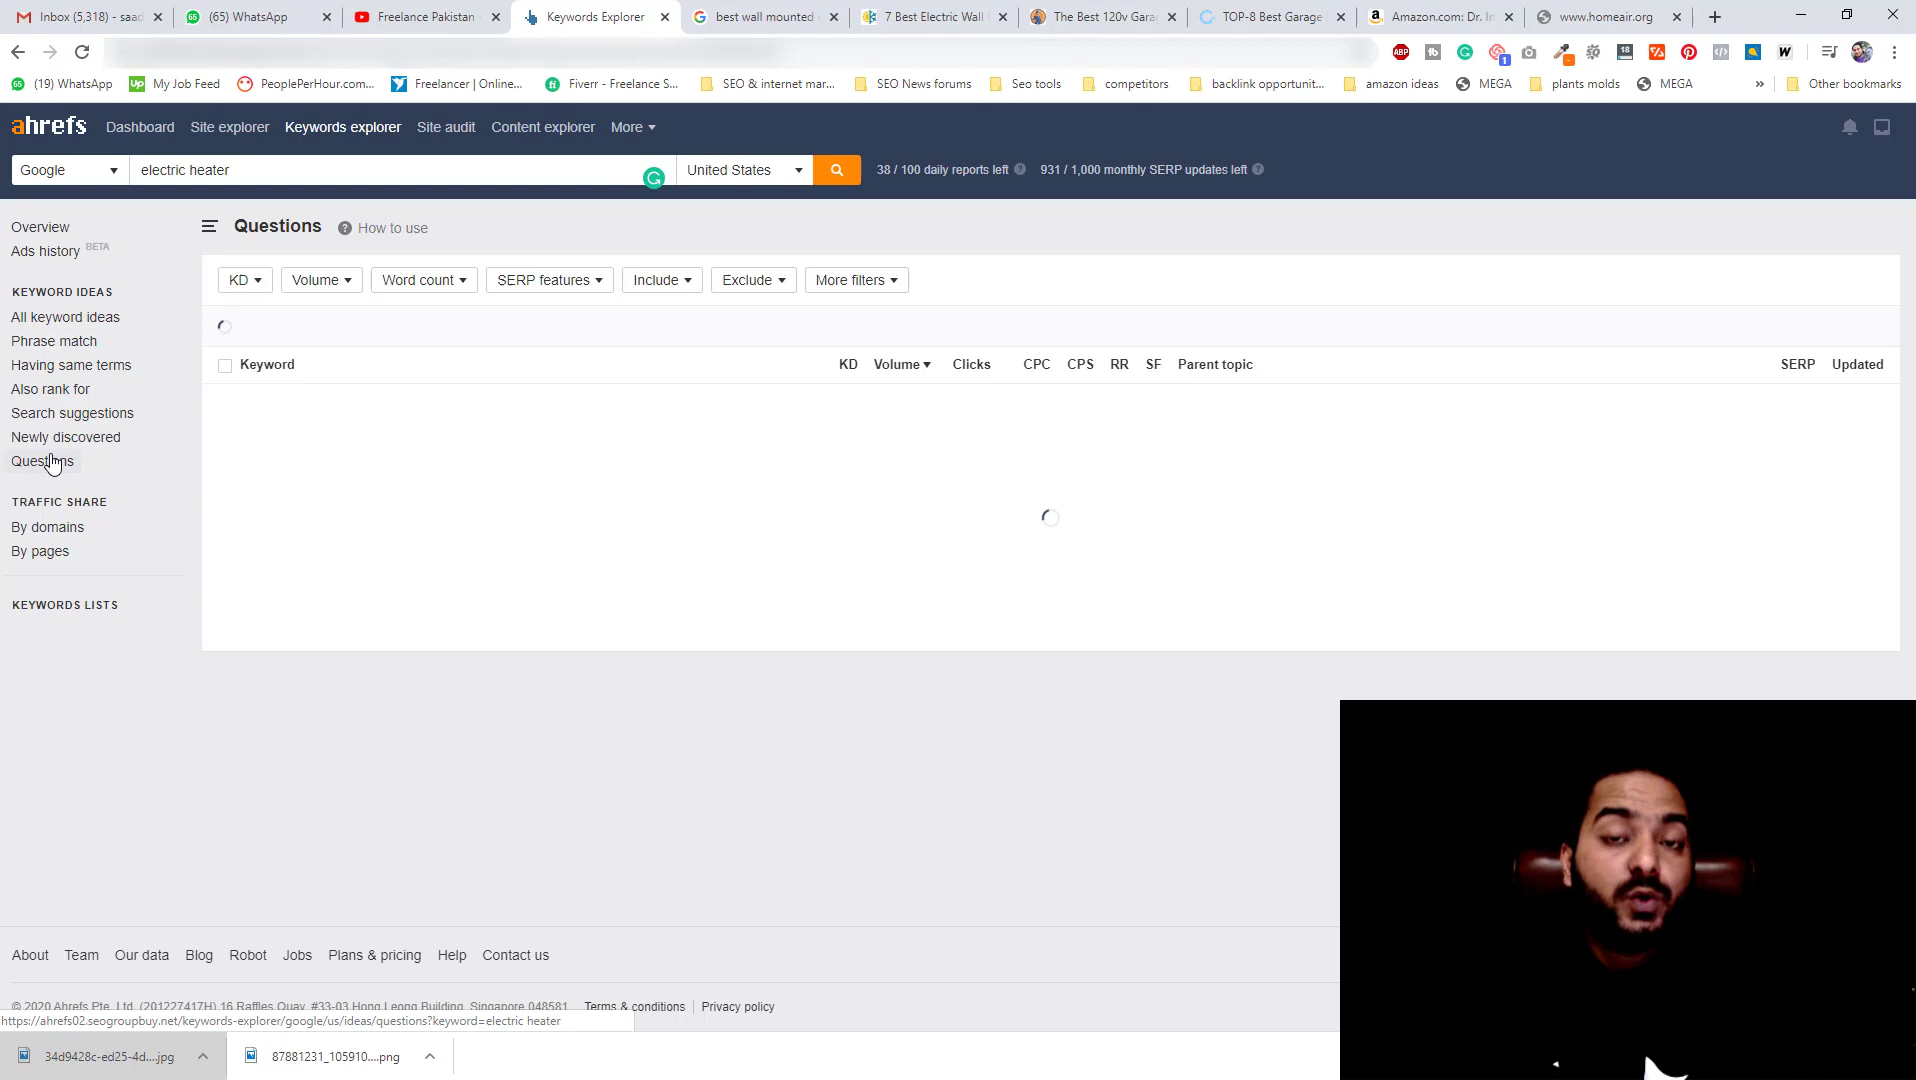 Inbox (5,318) - saad
(65) WhatsApp
Freelance Pakistan -
Keywords Explorer
best wall mounted
7 Best Electric Wall
The Best 120v Gara
TOP-8 Best Garage
Amazon.com: Dr. In
www.homeair.org
(19) WhatsApp
My Job Feed
PeoplePerHour.com...
Freelancer | Online...
Fiverr - Freelance S...
SEO & internet mar...
SEO News forums
Seo tools
competitors
backlink opportunit...
amazon ideas
MEGA
plants molds
MEGA
»
Other bookmarks
ahrefs
Dashboard
Site explorer
Keywords explorer
Site audit
Content explorer
More
Google
electric heater
United States
38 / 100 daily reports left
931 / 1,000 monthly SERP updates left
Overview
Ads history BETA
KEYWORD IDEAS
All keyword ideas
Phrase match
Having same terms
Also rank for
Search suggestions
Newly discovered
Questions
TRAFFIC SHARE
By domains
By pages
KEYWORDS LISTS
Questions
How to use
KD
Volume
Word count
SERP features
Include
Exclude
More filters
Keyword
KD
Volume
Clicks
CPC
CPS
RR
SF
Parent topic
SERP
Updated
About
Team
Our data
Blog
Robot
Jobs
Plans & pricing
Help
Contact us
© 2020 Ahrefs Pte. Ltd. (201227417H) 16 Raffles Quay, #33-03 Hong Leong Building, Singapore 048581
Terms & conditions
Privacy policy
https://ahrefs02.seogroupbuy.net/keywords-explorer/google/us/ideas/questions?keyword=electric heater
34d9428c-ed25-4d....jpg
87881231_105910....png